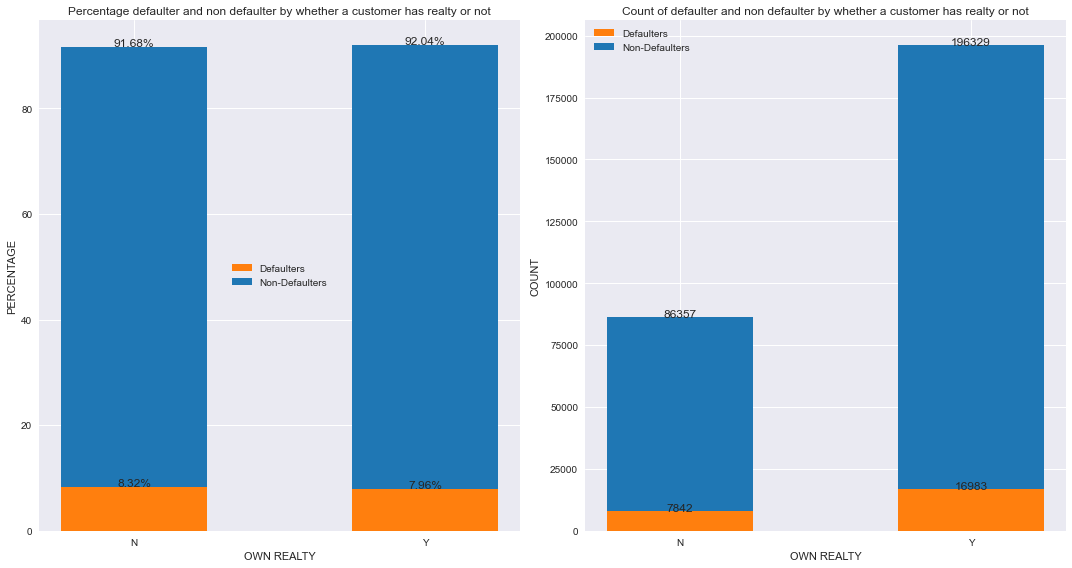 Percentage defaulter and non defaulter by whether a customer has realty or not
91.68%
92.04%
80
60
PERCENTAGE
Defaulters
Non-Defaulters
40
20
8.32%
7.96%
0
N
Y
OWN REALTY
Count of defaulter and non defaulter by whether a customer has realty or not
Defaulters
Non-Defaulters
200000
196329
175000
150000
125000
COUNT
100000
86357
75000
50000
25000
16983
7842
0
N
Y
OWN REALTY